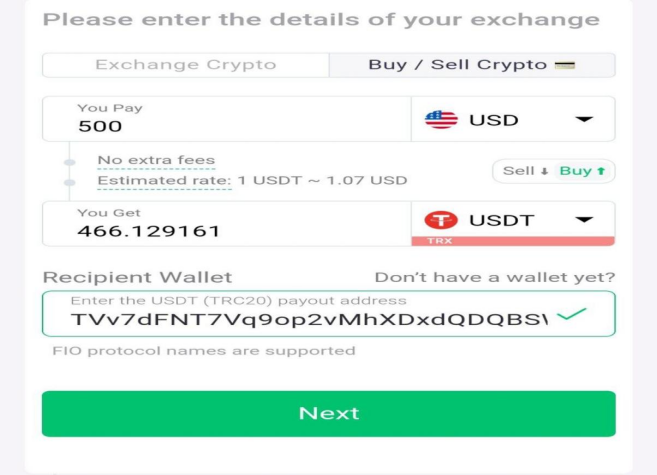 Please enter the details of your exchange
Exchange Crypto
Buy / Sell Crypto
You Pay
500
USD
No extra fees
Estimated rate: 1 USDT ~ 1.07 USD
Sell Buy
You Get
466.129161
USDT
TRX
Recipient Wallet
Don't have a wallet yet?
Enter the USDT (TRC20) payout address
TVv7dFNT7Vq9op2vMhXDxdQDQBS
FIO protocol names are supported
Next